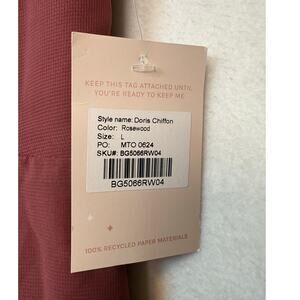 KEEP THIS TAG ATTACHED UNTIL
YOU'RE READY TO KEEP ME
Style name: Doris Chiffon
Color: Rosewood
Size: L
PO: MTO 0624
SKU#: BG5066RW04
BG5066RW04
100% RECYCLED PAPER MATERIALS